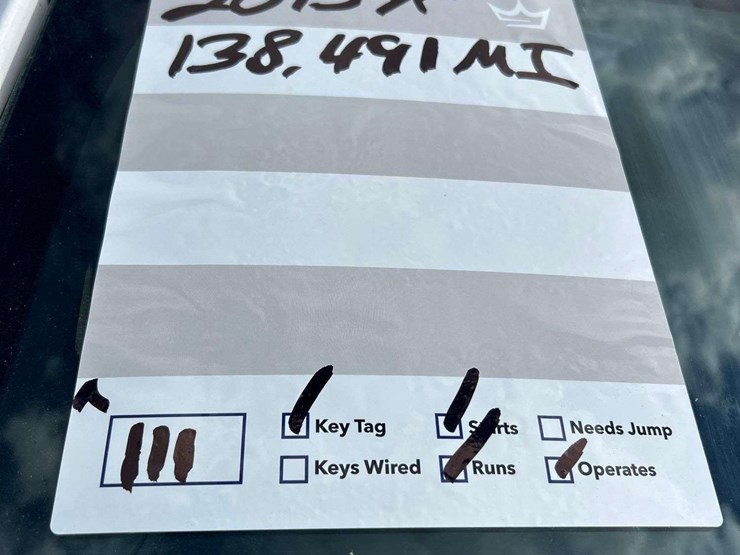 138,491 MI
Key Tag Starts Needs Jump
111 Keys Wired Runs Operates